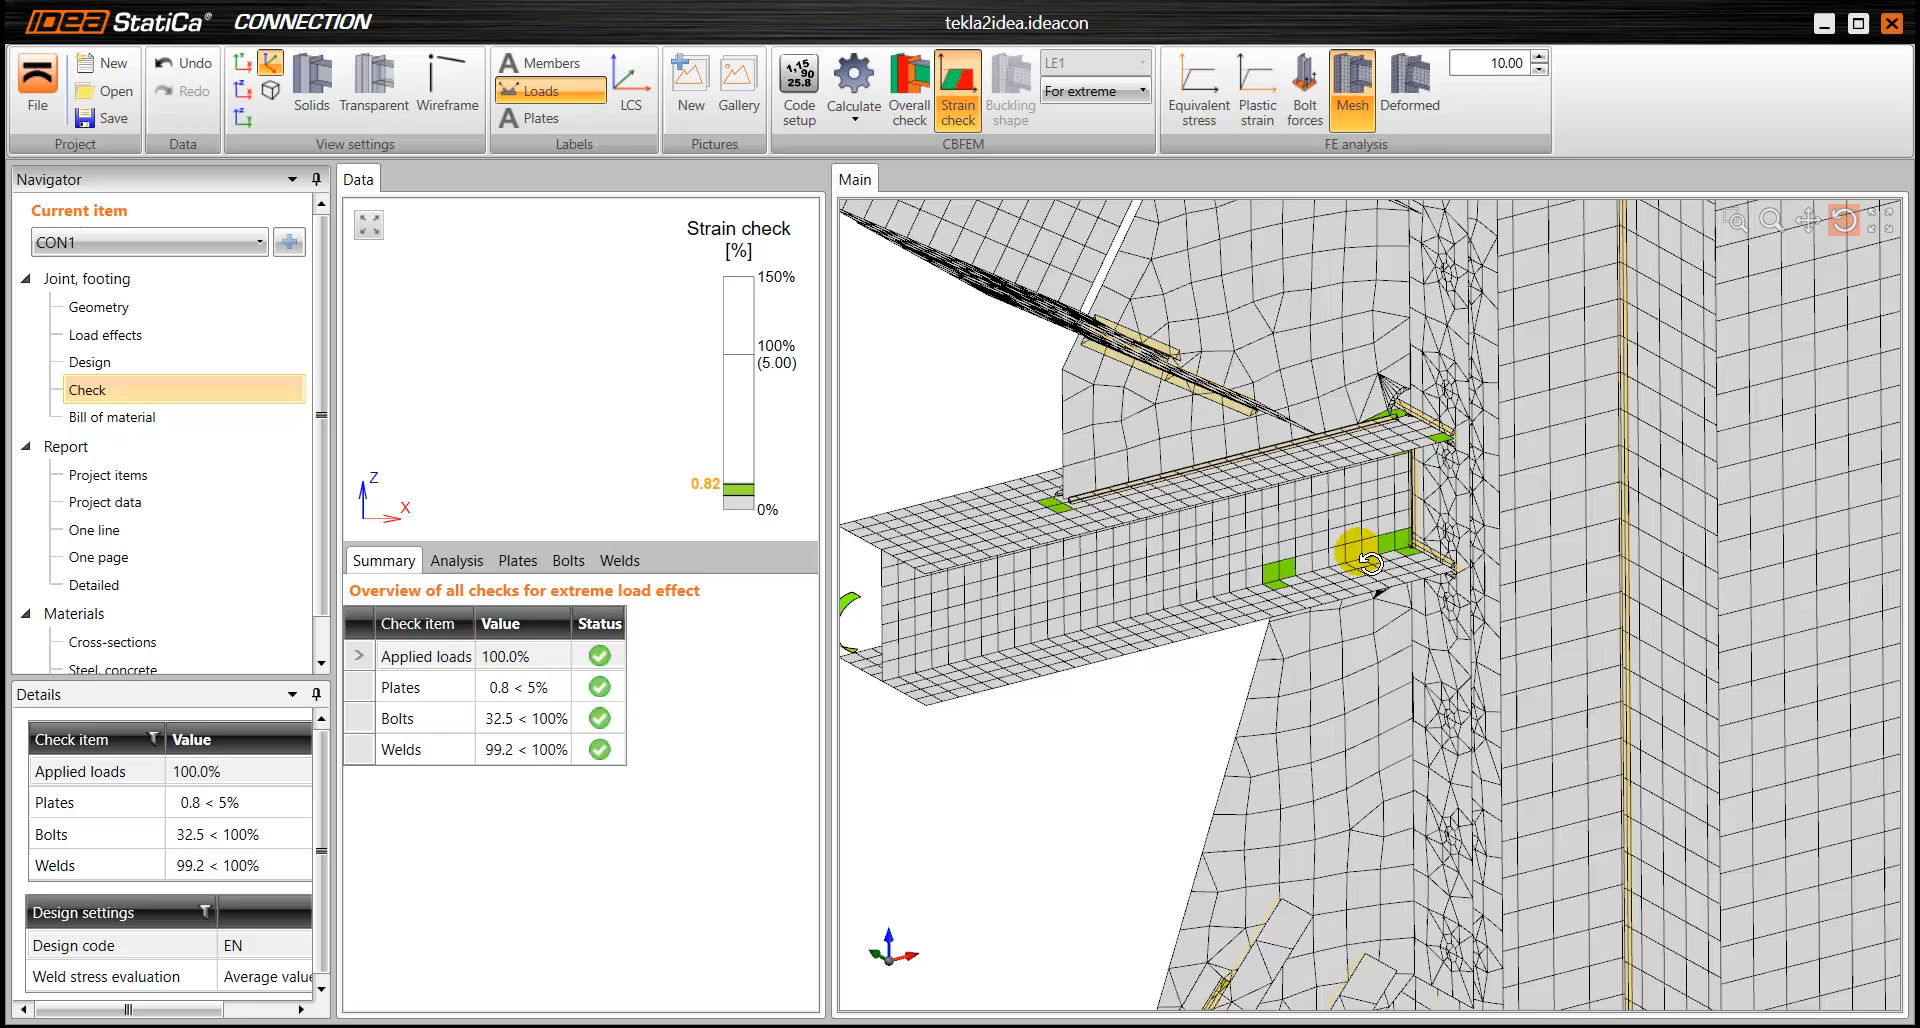 IDEA StatiCa® CONNECTION
tekla2idea.ideacon
File
New
Open
Save
Project
Undo
Redo
Data
Solids
Transparent
Wireframe
View settings
A Members
Loads
A Plates
LCS
Labels
New
Gallery
Pictures
1,15
90
25.8
Code setup
Calculate
Overall check
Strain check
Buckling shape
LE1
For extreme
CBFEM
Equivalent stress
Plastic strain
Bolt forces
Mesh
Deformed
10.00
FE analysis
Navigator
Current item
CON1
Joint, footing
Geometry
Load effects
Design
Check
Bill of material
Report
Project items
Project data
One line
One page
Detailed
Materials
Cross-sections
Steel, concrete
Details
Check item Value
Applied loads 100.0%
Plates 0.8 < 5%
Bolts 32.5 < 100%
Welds 99.2 < 100%
Design settings
Design code EN
Weld stress evaluation Average valu
Data
Strain check
[%]
150%
100%
(5.00)
0.82
0%
Z
X
Summary Analysis Plates Bolts Welds
Overview of all checks for extreme load effect
Check item Value Status
> Applied loads 100.0%
Plates 0.8 < 5%
Bolts 32.5 < 100%
Welds 99.2 < 100%
Main